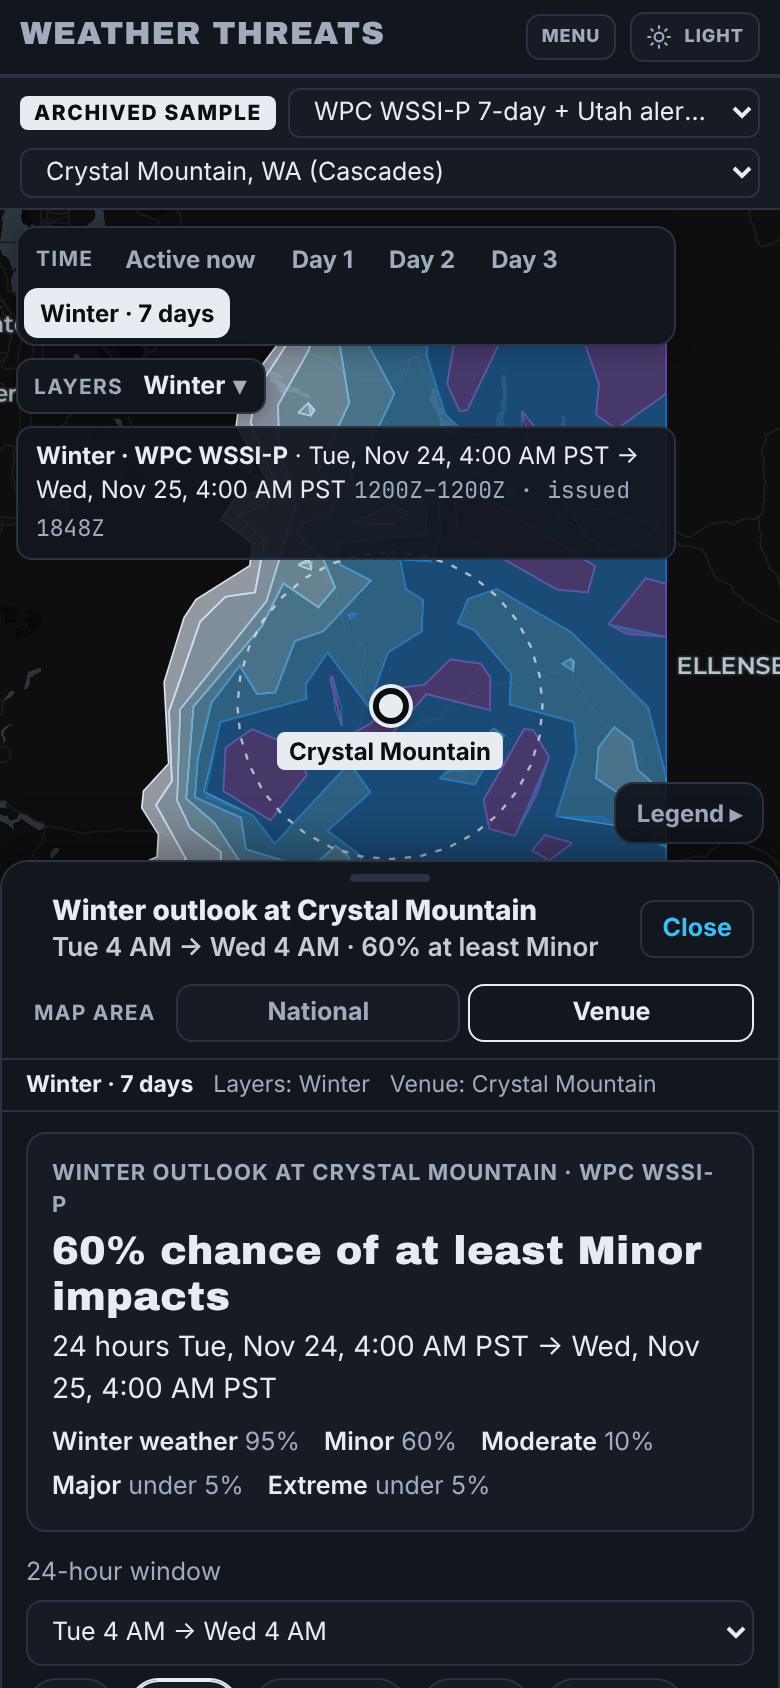 WEATHER THREATS
MENU
LIGHT
ARCHIVED SAMPLE
WPC WSSI-P 7-day + Utah aler...
Crystal Mountain, WA (Cascades)
TIME Active now Day 1 Day 2 Day 3
Winter · 7 days
LAYERS Winter ▾
Winter · WPC WSSI-P · Tue, Nov 24, 4:00 AM PST →
Wed, Nov 25, 4:00 AM PST 1200Z–1200Z · issued
1848Z
ELLENSB
Crystal Mountain
Legend ▸
Winter outlook at Crystal Mountain
Tue 4 AM → Wed 4 AM · 60% at least Minor
Close
MAP AREA National Venue
Winter · 7 days Layers: Winter Venue: Crystal Mountain
WINTER OUTLOOK AT CRYSTAL MOUNTAIN · WPC WSSI-
P
60% chance of at least Minor
impacts
24 hours Tue, Nov 24, 4:00 AM PST → Wed, Nov
25, 4:00 AM PST
Winter weather 95% Minor 60% Moderate 10%
Major under 5% Extreme under 5%
24-hour window
Tue 4 AM → Wed 4 AM